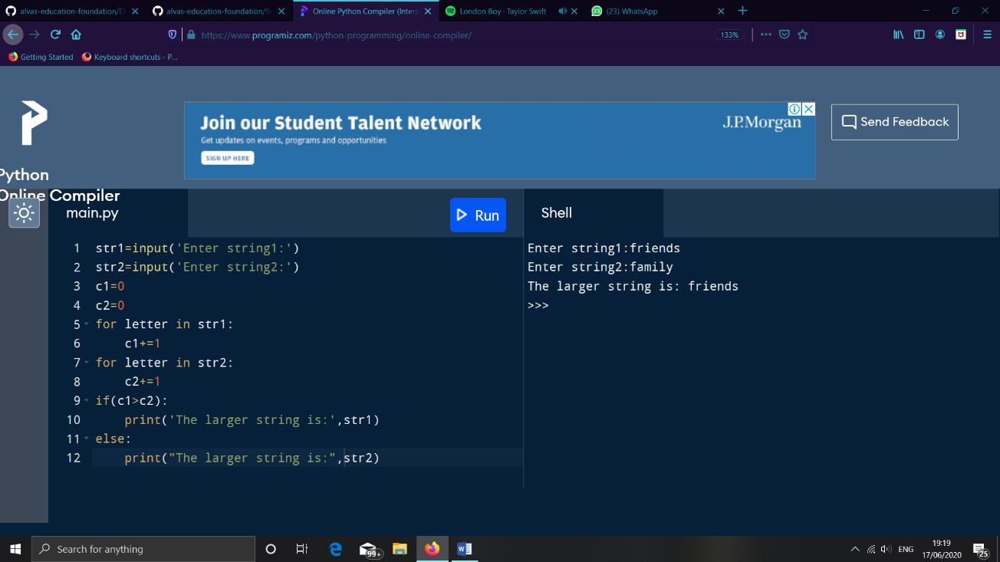 alvas-education-foundation/D
alvas-education-foundation/S
Online Python Compiler (Interp
London Boy · Taylor Swift
(23) WhatsApp
https://www.programiz.com/python-programming/online-compiler/
133%
Getting Started
Keyboard shortcuts - P...
Join our Student Talent Network
Get updates on events, programs and opportunities
SIGN UP HERE
J.P.Morgan
Send Feedback
Python
Online Compiler
main.py
Run
Shell
1 str1=input('Enter string1:')
2 str2=input('Enter string2:')
3 c1=0
4 c2=0
5 for letter in str1:
6 c1+=1
7 for letter in str2:
8 c2+=1
9 if(c1>c2):
10 print('The larger string is:',str1)
11 else:
12 print("The larger string is:",str2)
Enter string1:friends
Enter string2:family
The larger string is: friends
>>>
Search for anything
99+
ENG
19:19
17/06/2020
25